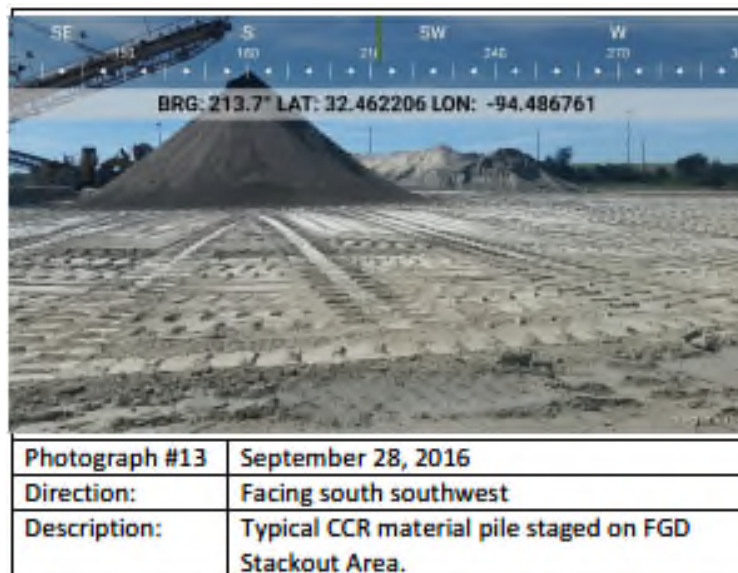 SE S SW W
150 180 210 240 270
BRG: 213.7° LAT: 32.462206 LON: -94.486761
Photograph #13 September 28, 2016
Direction: Facing south southwest
Description: Typical CCR material pile staged on FGD
Stackout Area.